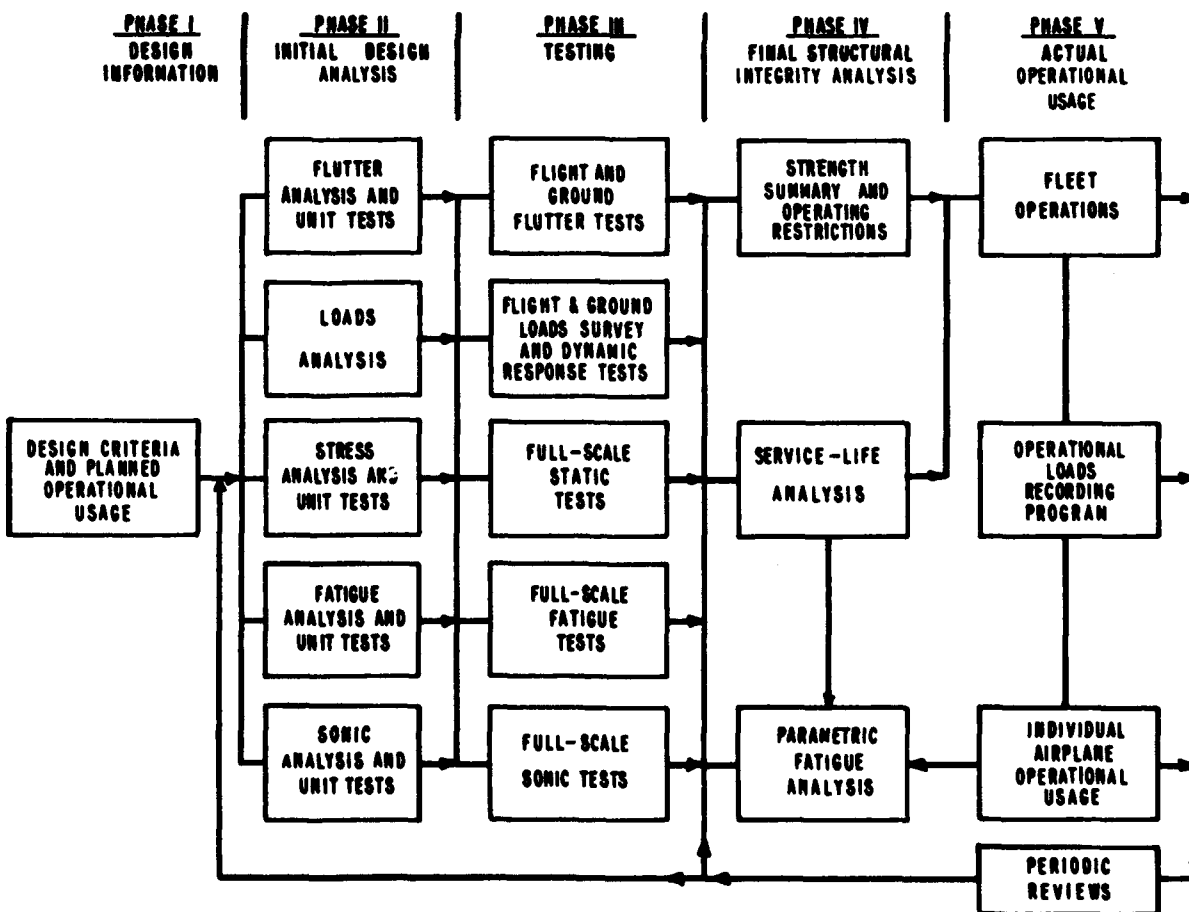 PHASE I
DESIGN
INFORMATION
PHASE II
INITIAL DESIGN
ANALYSIS
PHASE III
TESTING
PHASE IV
FINAL STRUCTURAL
INTEGRITY ANALYSIS
PHASE V
ACTUAL
OPERATIONAL
USAGE
DESIGN CRITERIA
AND PLANNED
OPERATIONAL
USAGE
FLUTTER
ANALYSIS AND
UNIT TESTS
LOADS
ANALYSIS
STRESS
ANALYSIS AND
UNIT TESTS
FATIGUE
ANALYSIS AND
UNIT TESTS
SONIC
ANALYSIS AND
UNIT TESTS
FLIGHT AND
GROUND
FLUTTER TESTS
FLIGHT & GROUND
LOADS SURVEY
AND DYNAMIC
RESPONSE TESTS
FULL-SCALE
STATIC
TESTS
FULL-SCALE
FATIGUE
TESTS
FULL-SCALE
SONIC TESTS
STRENGTH
SUMMARY AND
OPERATING
RESTRICTIONS
SERVICE-LIFE
ANALYSIS
PARAMETRIC
FATIGUE
ANALYSIS
FLEET
OPERATIONS
OPERATIONAL
LOADS
RECORDING
PROGRAM
INDIVIDUAL
AIRPLANE
OPERATIONAL
USAGE
PERIODIC
REVIEWS